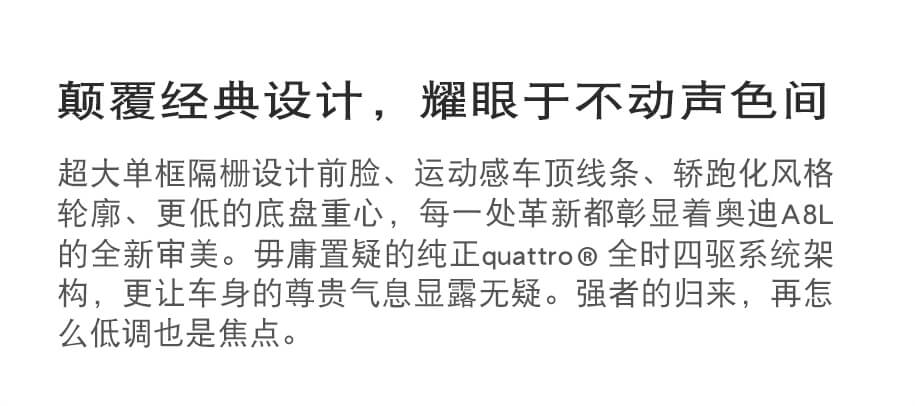 颠覆经典设计，耀眼于不动声色间
超大单框隔栅设计前脸、运动感车顶线条、轿跑化风格
轮廓、更低的底盘重心，每一处革新都彰显着奥迪A8L
的全新审美。毋庸置疑的纯正quattro® 全时四驱系统架
构，更让车身的尊贵气息显露无疑。强者的归来，再怎
么低调也是焦点。